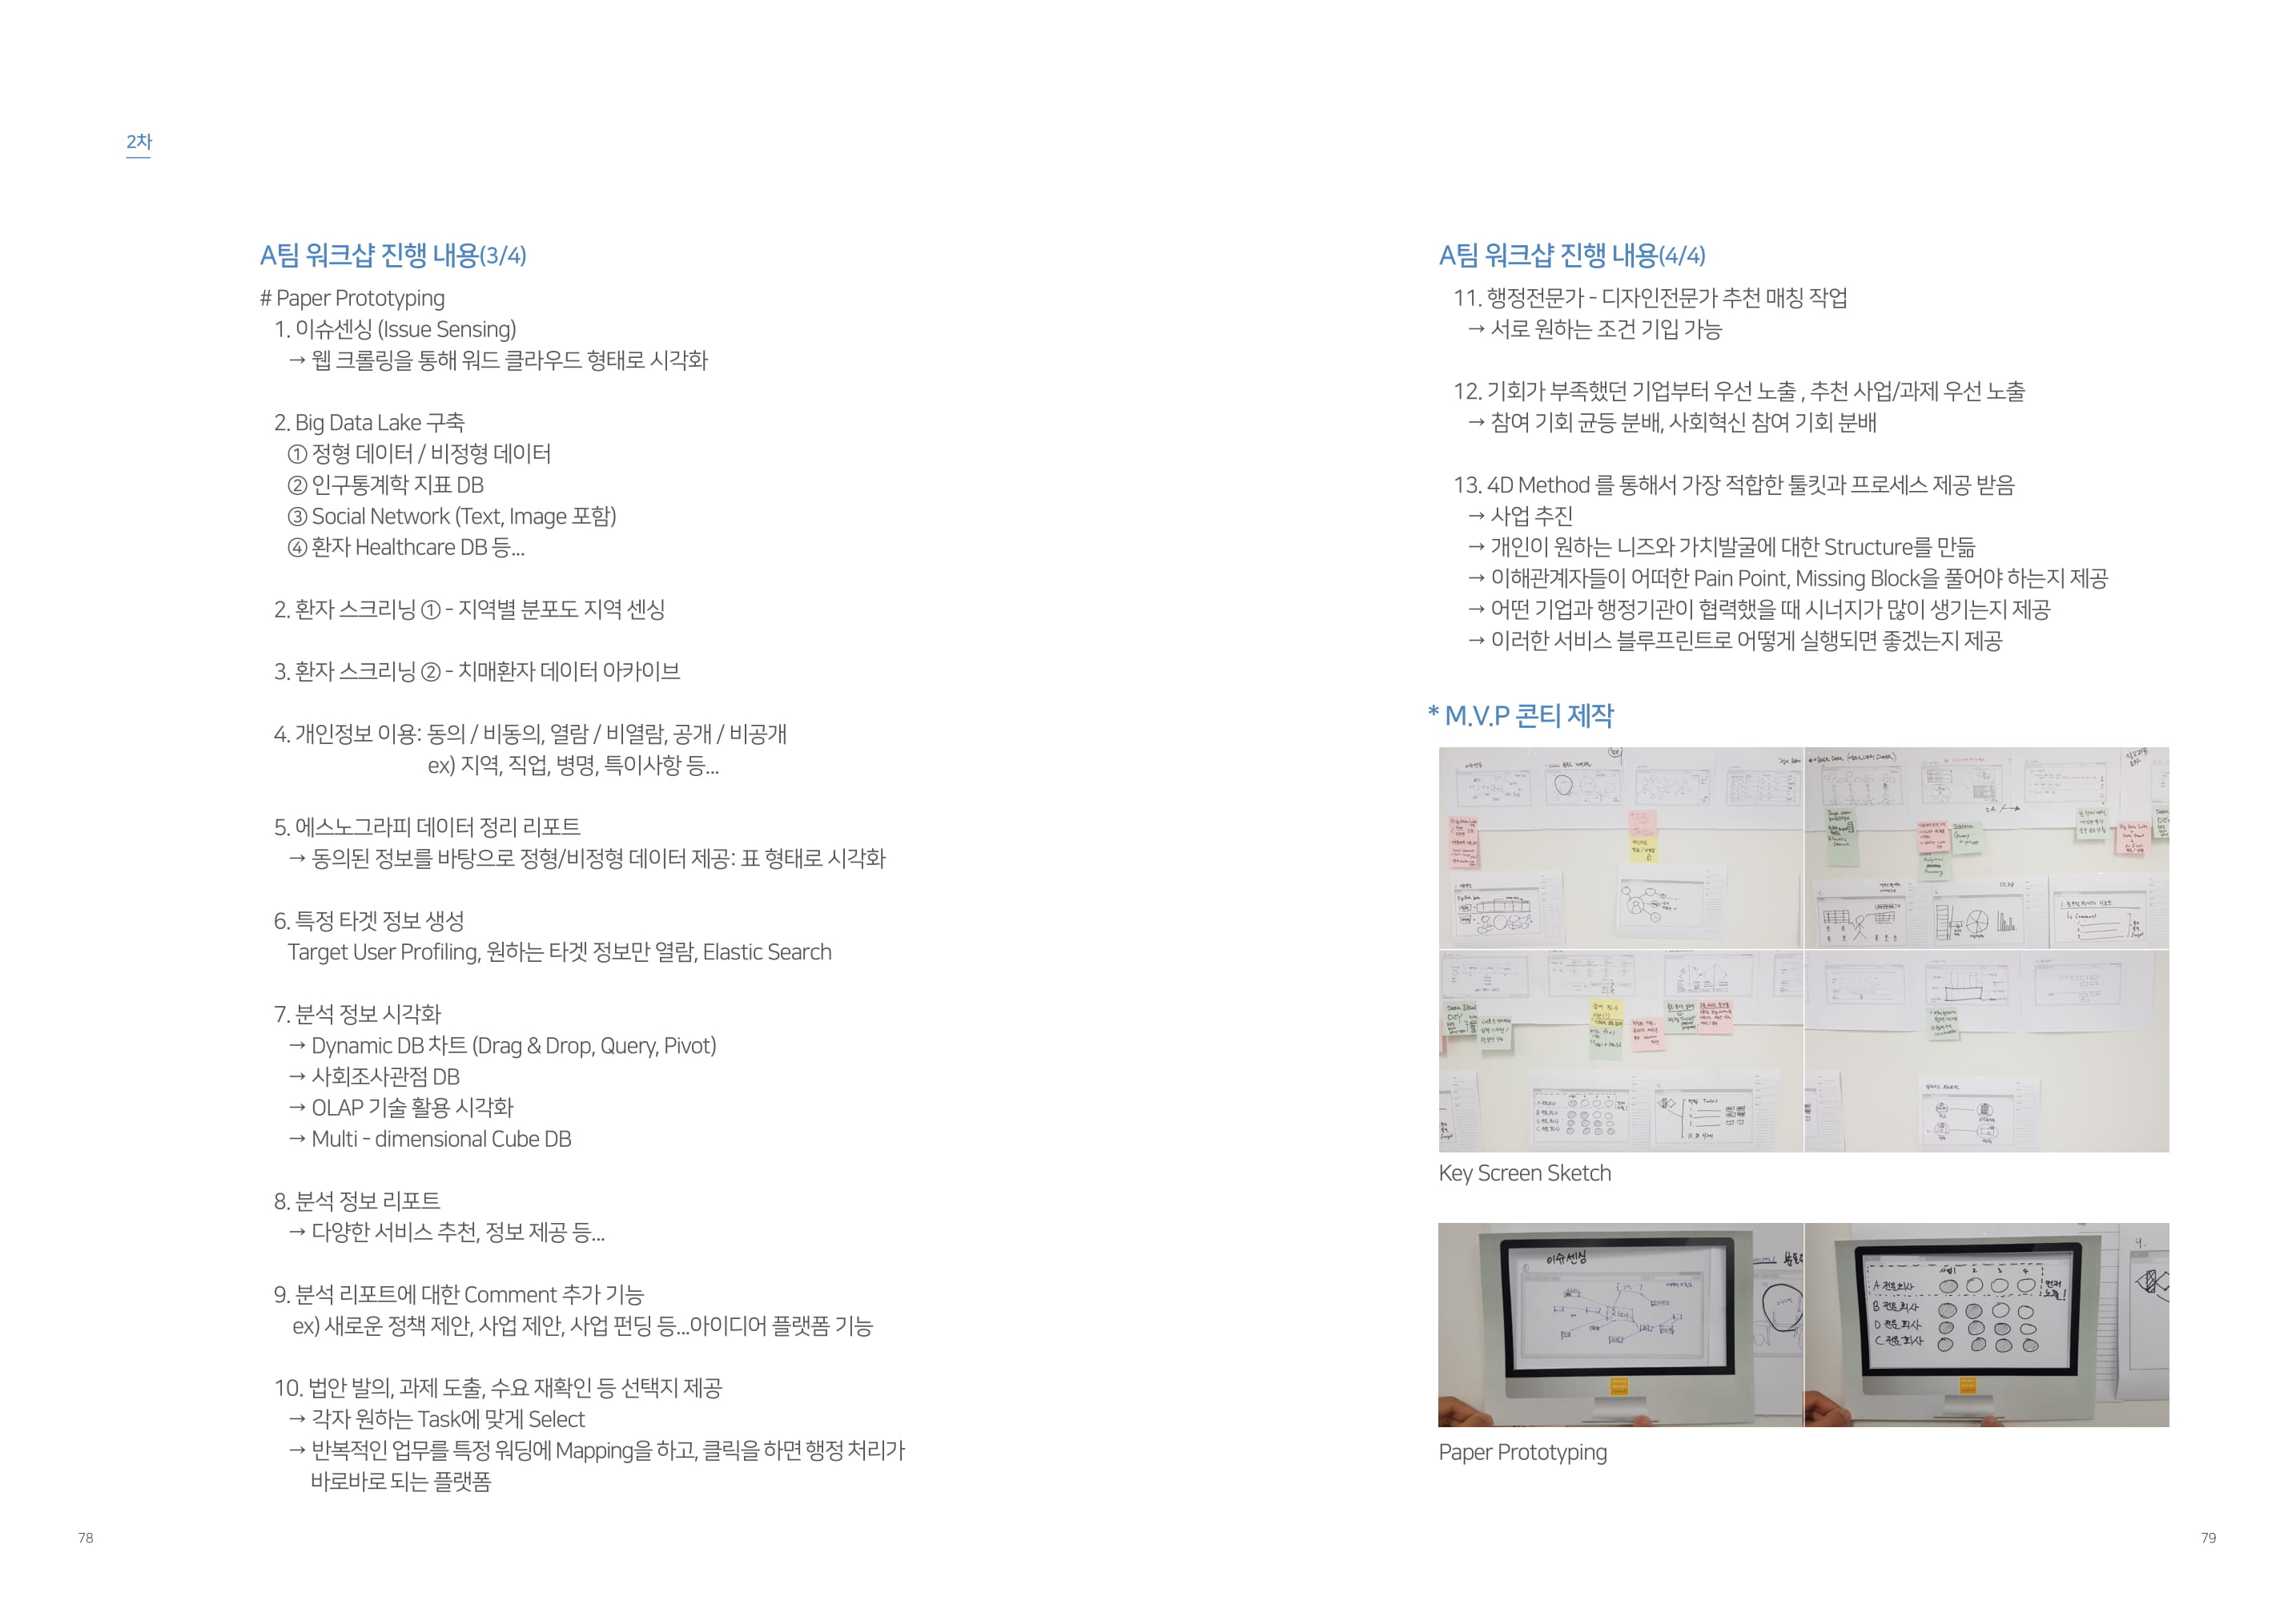 2차
A팀 워크샵 진행 내용(3/4)
# Paper Prototyping
1. 이슈센싱 (Issue Sensing)
→ 웹 크롤링을 통해 워드 클라우드 형태로 시각화
2. Big Data Lake 구축
① 정형 데이터 / 비정형 데이터
② 인구통계학 지표 DB
③ Social Network (Text, Image 포함)
④ 환자 Healthcare DB 등...
2. 환자 스크리닝 ① - 지역별 분포도 지역 센싱
3. 환자 스크리닝 ② - 치매환자 데이터 아카이브
4. 개인정보 이용: 동의 / 비동의, 열람 / 비열람, 공개 / 비공개
ex) 지역, 직업, 병명, 특이사항 등...
5. 에스노그라피 데이터 정리 리포트
→ 동의된 정보를 바탕으로 정형/비정형 데이터 제공: 표 형태로 시각화
6. 특정 타겟 정보 생성
Target User Profiling, 원하는 타겟 정보만 열람, Elastic Search
7. 분석 정보 시각화
→ Dynamic DB 차트 (Drag & Drop, Query, Pivot)
→ 사회조사관점 DB
→ OLAP 기술 활용 시각화
→ Multi - dimensional Cube DB
8. 분석 정보 리포트
→ 다양한 서비스 추천, 정보 제공 등...
9. 분석 리포트에 대한 Comment 추가 기능
ex) 새로운 정책 제안, 사업 제안, 사업 펀딩 등...아이디어 플랫폼 기능
10. 법안 발의, 과제 도출, 수요 재확인 등 선택지 제공
→ 각자 원하는 Task에 맞게 Select
→ 반복적인 업무를 특정 워딩에 Mapping을 하고, 클릭을 하면 행정 처리가
바로바로 되는 플랫폼
78
A팀 워크샵 진행 내용(4/4)
11. 행정전문가 - 디자인전문가 추천 매칭 작업
→ 서로 원하는 조건 기입 가능
12. 기회가 부족했던 기업부터 우선 노출 , 추천 사업/과제 우선 노출
→ 참여 기회 균등 분배, 사회혁신 참여 기회 분배
13. 4D Method 를 통해서 가장 적합한 툴킷과 프로세스 제공 받음
→ 사업 추진
→ 개인이 원하는 니즈와 가치발굴에 대한 Structure를 만듦
→ 이해관계자들이 어떠한 Pain Point, Missing Block을 풀어야 하는지 제공
→ 어떤 기업과 행정기관이 협력했을 때 시너지가 많이 생기는지 제공
→ 이러한 서비스 블루프린트로 어떻게 실행되면 좋겠는지 제공
* M.V.P 콘티 제작
Key Screen Sketch
이슈센싱
사업1 2 3 4
A 전문회사
먼저 노출!
B 전문회사
D 전문회사
C 전문회사
Paper Prototyping
79